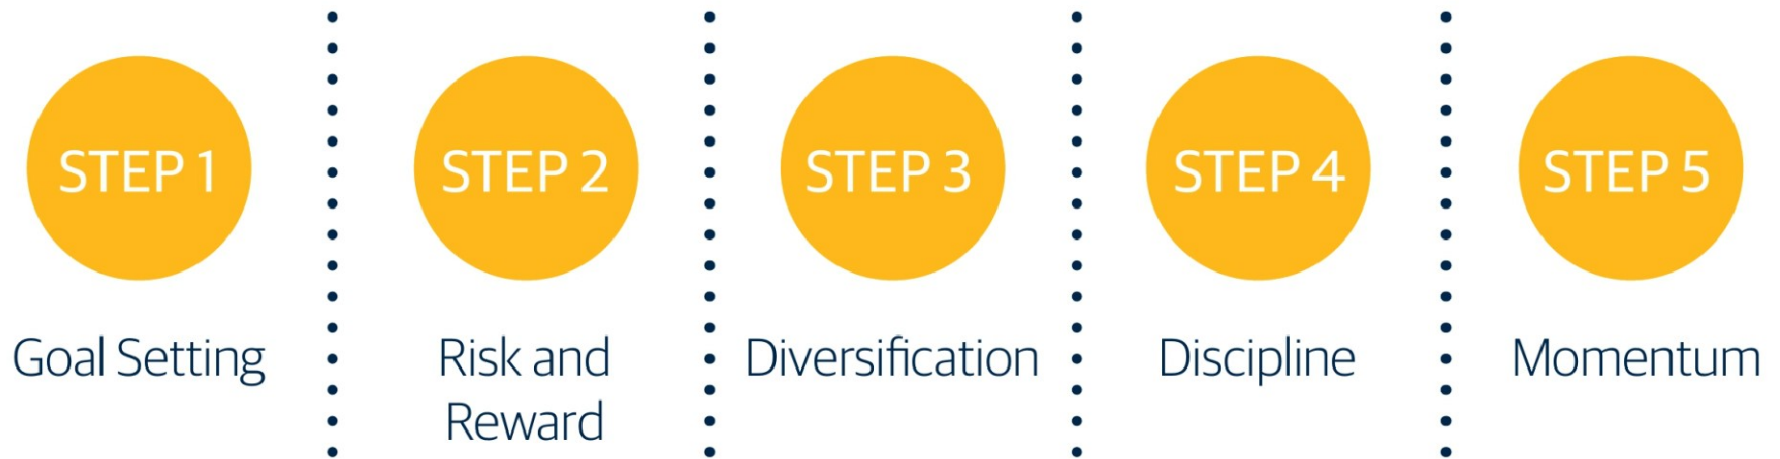 STEP 1
Goal Setting
STEP 2
Risk and
Reward
STEP 3
Diversification
STEP 4
Discipline
STEP 5
Momentum